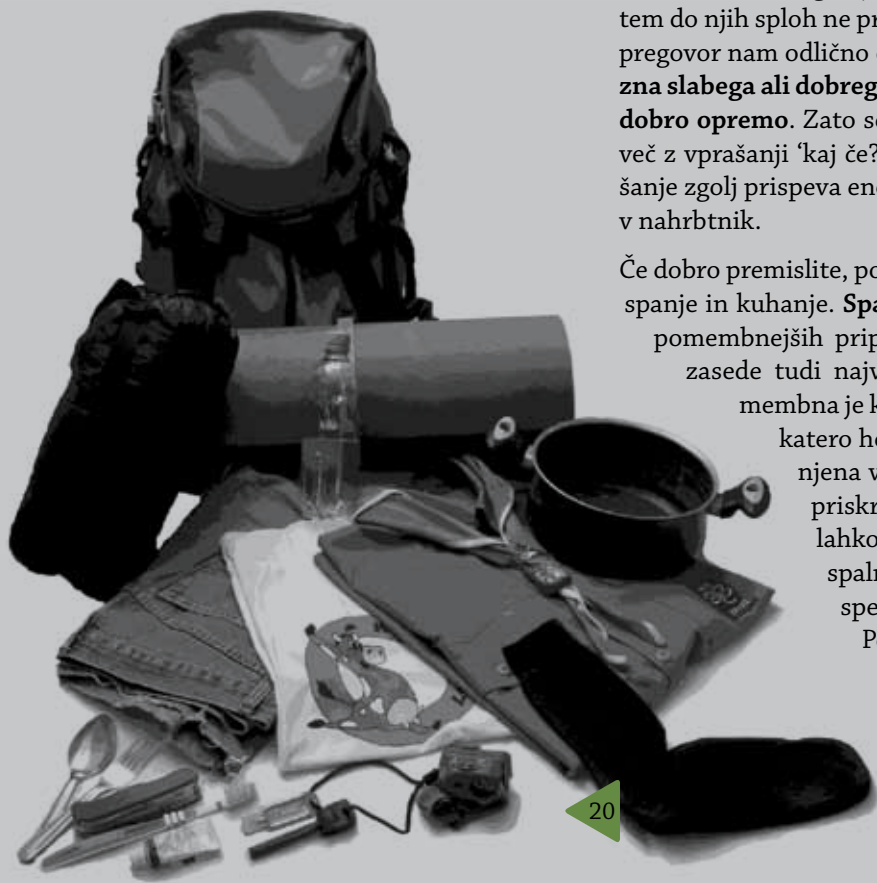 tem do njih sploh ne pr
pregovor nam odlično
zna slabega ali dobreg
dobro opremo. Zato s
več z vprašanji ‘kaj če?
šanje zgolj prispeva en
v nahrbtnik.
Če dobro premislite, po
spanje in kuhanje. Spa
pomembnejših prip
zasede tudi najv
membna je k
katero h
njena v
priskr
lahko
spaln
spe
P
20